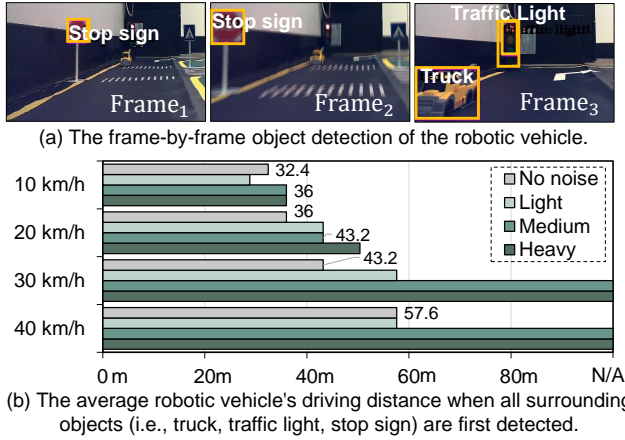 Stop sign
Frame1
Stop sign
Frame2
Traffic Light
Traffic light
Truck
Frame3
(a) The frame-by-frame object detection of the robotic vehicle.
10 km/h
32.4
36
20 km/h
36
43.2
30 km/h
43.2
40 km/h
57.6
No noise
Light
Medium
Heavy
0 m
20m
40m
60m
80m
N/A
(b) The average robotic vehicle's driving distance when all surrounding
objects (i.e., truck, traffic light, stop sign) are first detected.